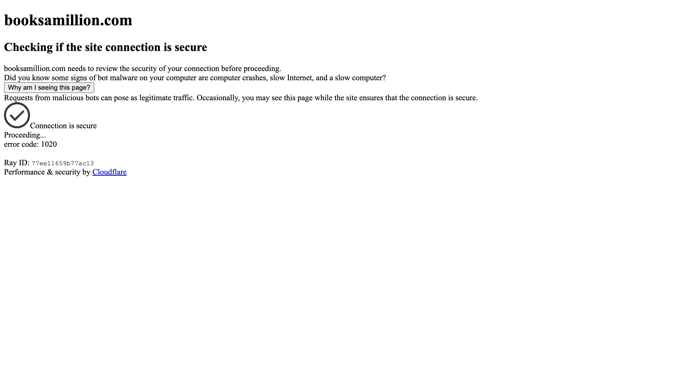 booksamillion.com
Checking if the site connection is secure
booksamillion.com needs to review the security of your connection before proceeding.
Did you know some signs of bot malware on your computer are computer crashes, slow Internet, and a slow computer?
Why am I seeing this page?
Requests from malicious bots can pose as legitimate traffic. Occasionally, you may see this page while the site ensures that the connection is secure.
Connection is secure
Proceeding...
error code: 1020
Ray ID: 77ee11659b77ac13
Performance & security by Cloudflare